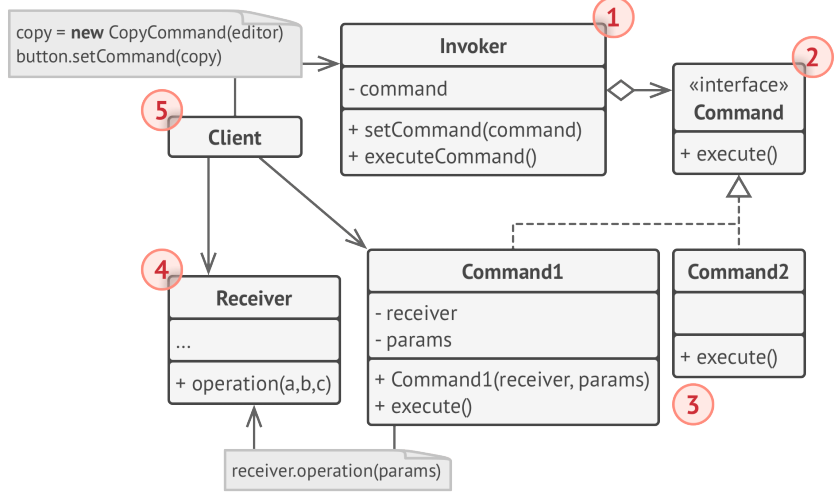 copy = new CopyCommand(editor)
button.setCommand(copy)
1
Invoker
- command
+ setCommand(command)
+ executeCommand()
2
«interface»
Command
+ execute()
5
Client
4
Receiver
...
+ operation(a,b,c)
Command1
- receiver
- params
+ Command1(receiver, params)
+ execute()
Command2
+ execute()
3
receiver.operation(params)